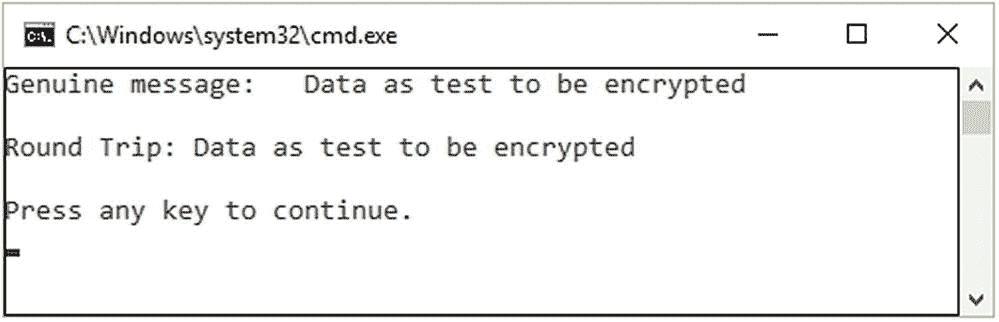 C:\Windows\system32\cmd.exe
Genuine message:   Data as test to be encrypted
Round Trip: Data as test to be encrypted
Press any key to continue.